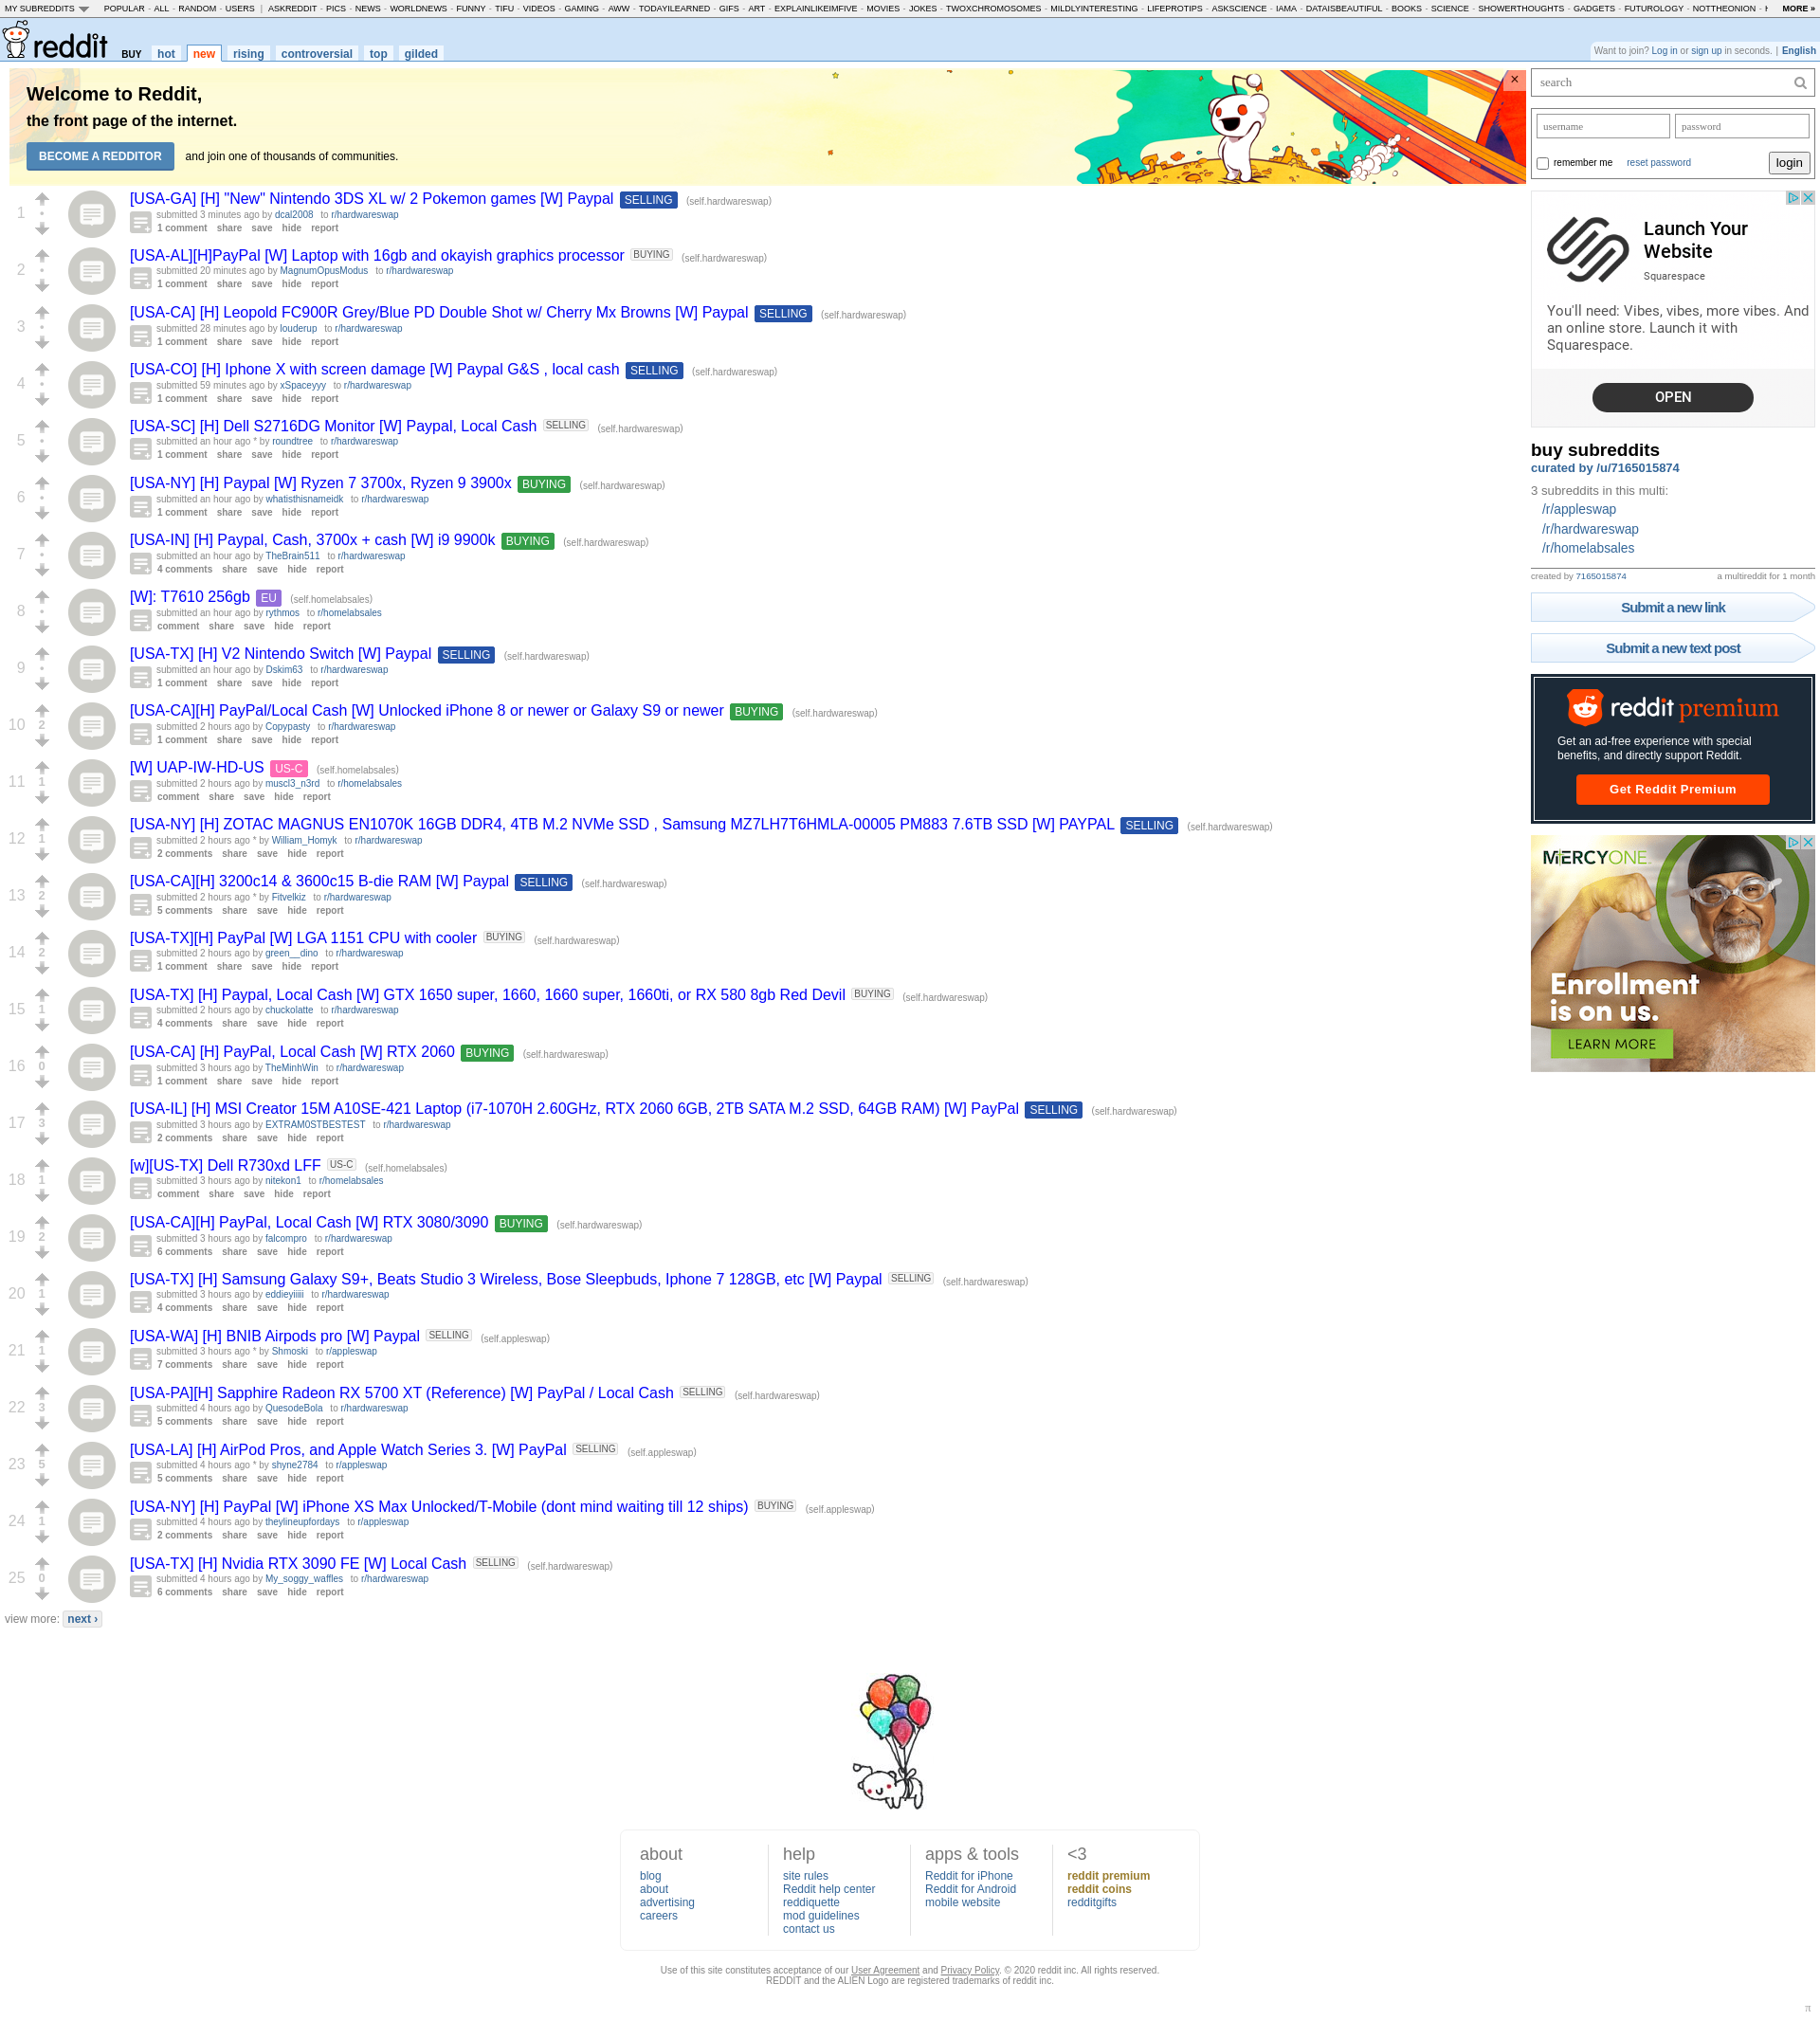 MY SUBREDDITS POPULAR - ALL - RANDOM - USERS | ASKREDDIT - PICS - NEWS - WORLDNEWS - FUNNY - TIFU - VIDEOS - GAMING - AWW - TODAYILEARNED - GIFS - ART - EXPLAINLIKEIMFIVE - MOVIES - JOKES - TWOXCHROMOSOMES - MILDLYINTERESTING - LIFEPROTIPS - ASKSCIENCE - IAMA - DATAISBEAUTIFUL - BOOKS - SCIENCE - SHOWERTHOUGHTS - GADGETS - FUTUROLOGY - NOTTHEONION - MORE »
reddit BUY hot new rising controversial top gilded
Want to join? Log in or sign up in seconds. | English
Welcome to Reddit,
the front page of the internet.
BECOME A REDDITOR and join one of thousands of communities.
×
1
[USA-GA] [H] "New" Nintendo 3DS XL w/ 2 Pokemon games [W] Paypal SELLING (self.hardwareswap)
submitted 3 minutes ago by dcal2008 to r/hardwareswap
1 comment share save hide report
2
[USA-AL][H]PayPal [W] Laptop with 16gb and okayish graphics processor BUYING (self.hardwareswap)
submitted 20 minutes ago by MagnumOpusModus to r/hardwareswap
1 comment share save hide report
3
[USA-CA] [H] Leopold FC900R Grey/Blue PD Double Shot w/ Cherry Mx Browns [W] Paypal SELLING (self.hardwareswap)
submitted 28 minutes ago by louderup to r/hardwareswap
1 comment share save hide report
4
[USA-CO] [H] Iphone X with screen damage [W] Paypal G&S , local cash SELLING (self.hardwareswap)
submitted 59 minutes ago by xSpaceyyy to r/hardwareswap
1 comment share save hide report
5
[USA-SC] [H] Dell S2716DG Monitor [W] Paypal, Local Cash SELLING (self.hardwareswap)
submitted an hour ago * by roundtree to r/hardwareswap
1 comment share save hide report
6
[USA-NY] [H] Paypal [W] Ryzen 7 3700x, Ryzen 9 3900x BUYING (self.hardwareswap)
submitted an hour ago by whatisthisnameidk to r/hardwareswap
1 comment share save hide report
7
[USA-IN] [H] Paypal, Cash, 3700x + cash [W] i9 9900k BUYING (self.hardwareswap)
submitted an hour ago by TheBrain511 to r/hardwareswap
4 comments share save hide report
8
[W]: T7610 256gb EU (self.homelabsales)
submitted an hour ago by rythmos to r/homelabsales
comment share save hide report
9
[USA-TX] [H] V2 Nintendo Switch [W] Paypal SELLING (self.hardwareswap)
submitted an hour ago by Dskim63 to r/hardwareswap
1 comment share save hide report
10 2
[USA-CA][H] PayPal/Local Cash [W] Unlocked iPhone 8 or newer or Galaxy S9 or newer BUYING (self.hardwareswap)
submitted 2 hours ago by Copypasty to r/hardwareswap
1 comment share save hide report
11 1
[W] UAP-IW-HD-US US-C (self.homelabsales)
submitted 2 hours ago by muscl3_n3rd to r/homelabsales
comment share save hide report
12 1
[USA-NY] [H] ZOTAC MAGNUS EN1070K 16GB DDR4, 4TB M.2 NVMe SSD , Samsung MZ7LH7T6HMLA-00005 PM883 7.6TB SSD [W] PAYPAL SELLING (self.hardwareswap)
submitted 2 hours ago * by William_Homyk to r/hardwareswap
2 comments share save hide report
13 2
[USA-CA][H] 3200c14 & 3600c15 B-die RAM [W] Paypal SELLING (self.hardwareswap)
submitted 2 hours ago * by Fitvelkiz to r/hardwareswap
5 comments share save hide report
14 2
[USA-TX][H] PayPal [W] LGA 1151 CPU with cooler BUYING (self.hardwareswap)
submitted 2 hours ago by green__dino to r/hardwareswap
1 comment share save hide report
15 1
[USA-TX] [H] Paypal, Local Cash [W] GTX 1650 super, 1660, 1660 super, 1660ti, or RX 580 8gb Red Devil BUYING (self.hardwareswap)
submitted 2 hours ago by chuckolatte to r/hardwareswap
4 comments share save hide report
16 0
[USA-CA] [H] PayPal, Local Cash [W] RTX 2060 BUYING (self.hardwareswap)
submitted 3 hours ago by TheMinhWin to r/hardwareswap
1 comment share save hide report
17 3
[USA-IL] [H] MSI Creator 15M A10SE-421 Laptop (i7-1070H 2.60GHz, RTX 2060 6GB, 2TB SATA M.2 SSD, 64GB RAM) [W] PayPal SELLING (self.hardwareswap)
submitted 3 hours ago by EXTRAM0STBESTEST to r/hardwareswap
2 comments share save hide report
18 1
[w][US-TX] Dell R730xd LFF US-C (self.homelabsales)
submitted 3 hours ago by nitekon1 to r/homelabsales
comment share save hide report
19 2
[USA-CA][H] PayPal, Local Cash [W] RTX 3080/3090 BUYING (self.hardwareswap)
submitted 3 hours ago by falcompro to r/hardwareswap
6 comments share save hide report
20 1
[USA-TX] [H] Samsung Galaxy S9+, Beats Studio 3 Wireless, Bose Sleepbuds, Iphone 7 128GB, etc [W] Paypal SELLING (self.hardwareswap)
submitted 3 hours ago by eddieyiiiii to r/hardwareswap
4 comments share save hide report
21 1
[USA-WA] [H] BNIB Airpods pro [W] Paypal SELLING (self.appleswap)
submitted 3 hours ago * by Shmoski to r/appleswap
7 comments share save hide report
22 3
[USA-PA][H] Sapphire Radeon RX 5700 XT (Reference) [W] PayPal / Local Cash SELLING (self.hardwareswap)
submitted 4 hours ago by QuesodeBola to r/hardwareswap
5 comments share save hide report
23 5
[USA-LA] [H] AirPod Pros, and Apple Watch Series 3. [W] PayPal SELLING (self.appleswap)
submitted 4 hours ago * by shyne2784 to r/appleswap
5 comments share save hide report
24 1
[USA-NY] [H] PayPal [W] iPhone XS Max Unlocked/T-Mobile (dont mind waiting till 12 ships) BUYING (self.appleswap)
submitted 4 hours ago by theylineupfordays to r/appleswap
2 comments share save hide report
25 0
[USA-TX] [H] Nvidia RTX 3090 FE [W] Local Cash SELLING (self.hardwareswap)
submitted 4 hours ago by My_soggy_waffles to r/hardwareswap
6 comments share save hide report
view more: next ›
search
username password
remember me reset password login
Launch Your
Website
Squarespace
You'll need: Vibes, vibes, more vibes. And
an online store. Launch it with
Squarespace.
OPEN
buy subreddits
curated by /u/7165015874
3 subreddits in this multi:
/r/appleswap
/r/hardwareswap
/r/homelabsales
created by 7165015874 a multireddit for 1 month
Submit a new link
Submit a new text post
reddit premium
Get an ad-free experience with special
benefits, and directly support Reddit.
Get Reddit Premium
MERCYONE
Enrollment
is on us.
LEARN MORE
about
blog
about
advertising
careers
help
site rules
Reddit help center
reddiquette
mod guidelines
contact us
apps & tools
Reddit for iPhone
Reddit for Android
mobile website
<3
reddit premium
reddit coins
redditgifts
Use of this site constitutes acceptance of our User Agreement and Privacy Policy. © 2020 reddit inc. All rights reserved.
REDDIT and the ALIEN Logo are registered trademarks of reddit inc.
π